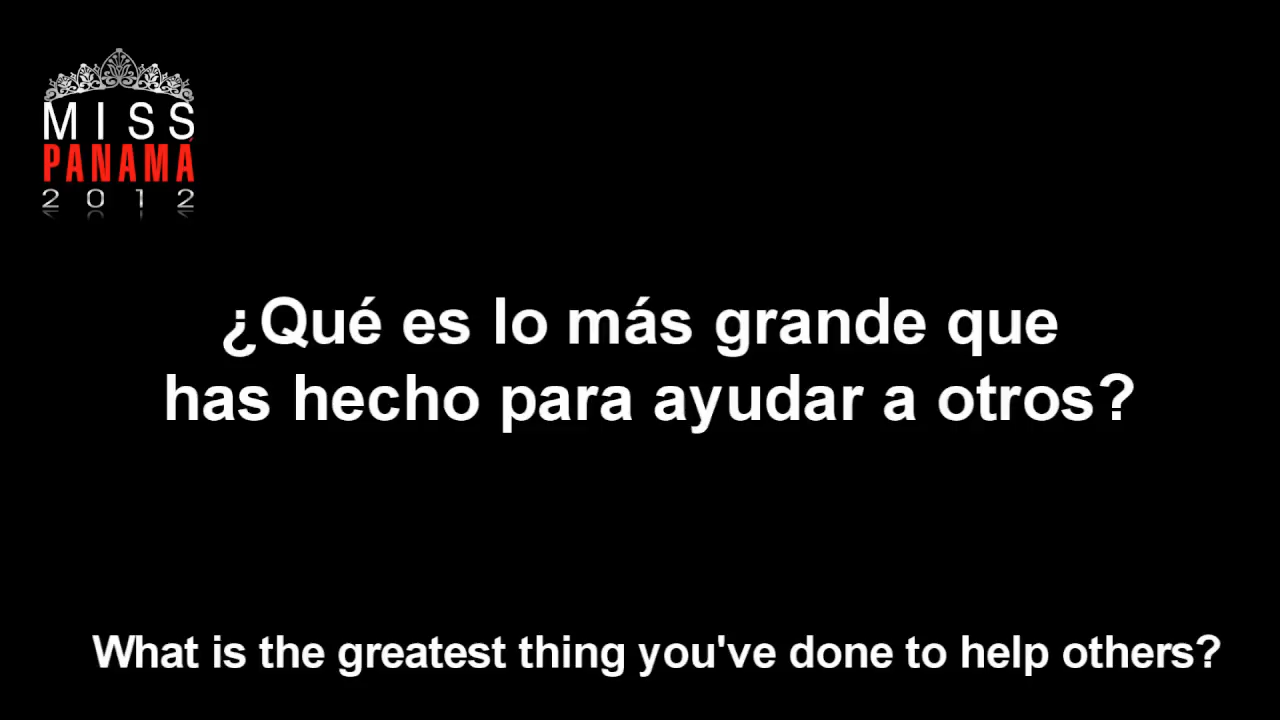 MISS
PANAMÁ
2012
¿Qué es lo más grande que
has hecho para ayudar a otros?
What is the greatest thing you've done to help others?